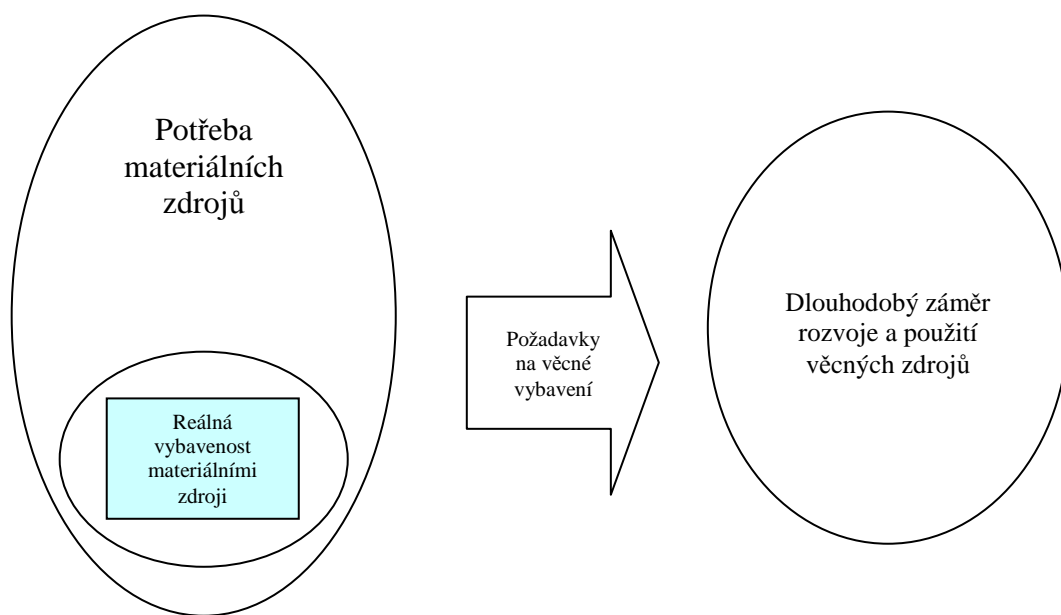 Potřeba
materiálních
zdrojů
Reálná
vybavenost
materiálními
zdroji
Požadavky
na věcné
vybavení
Dlouhodobý záměr
rozvoje a použití
věcných zdrojů